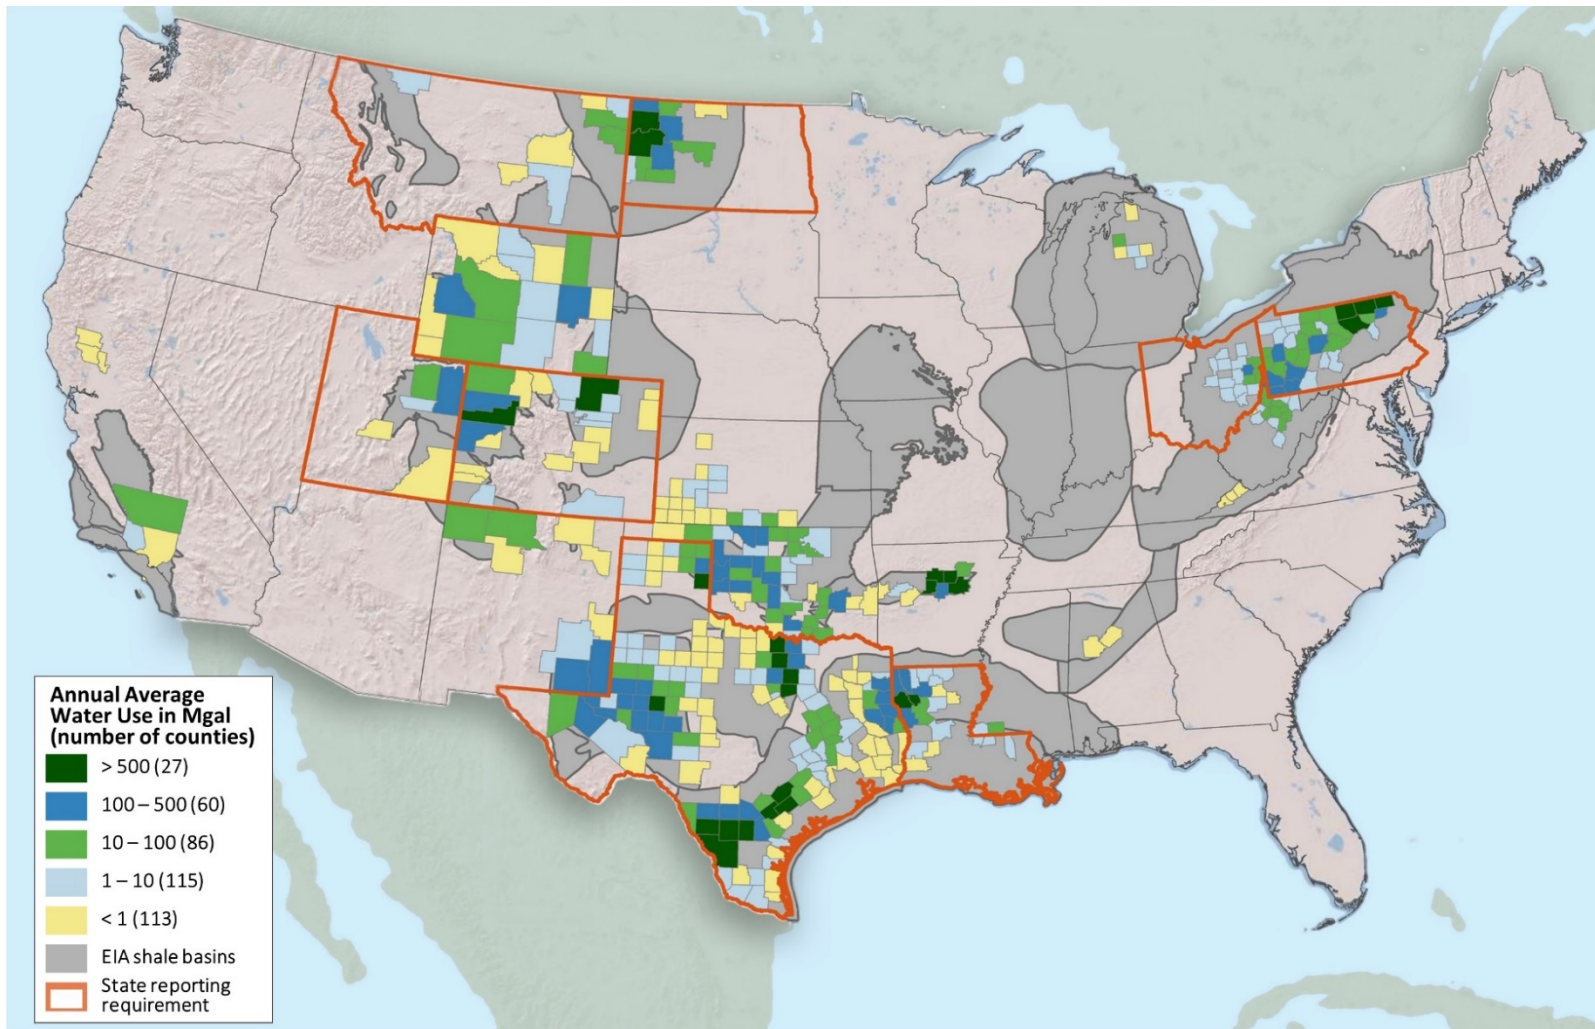 Annual Average
Water Use in Mgal
(number of counties)
> 500 (27)
100 – 500 (60)
10 – 100 (86)
1 – 10 (115)
< 1 (113)
EIA shale basins
State reporting
requirement